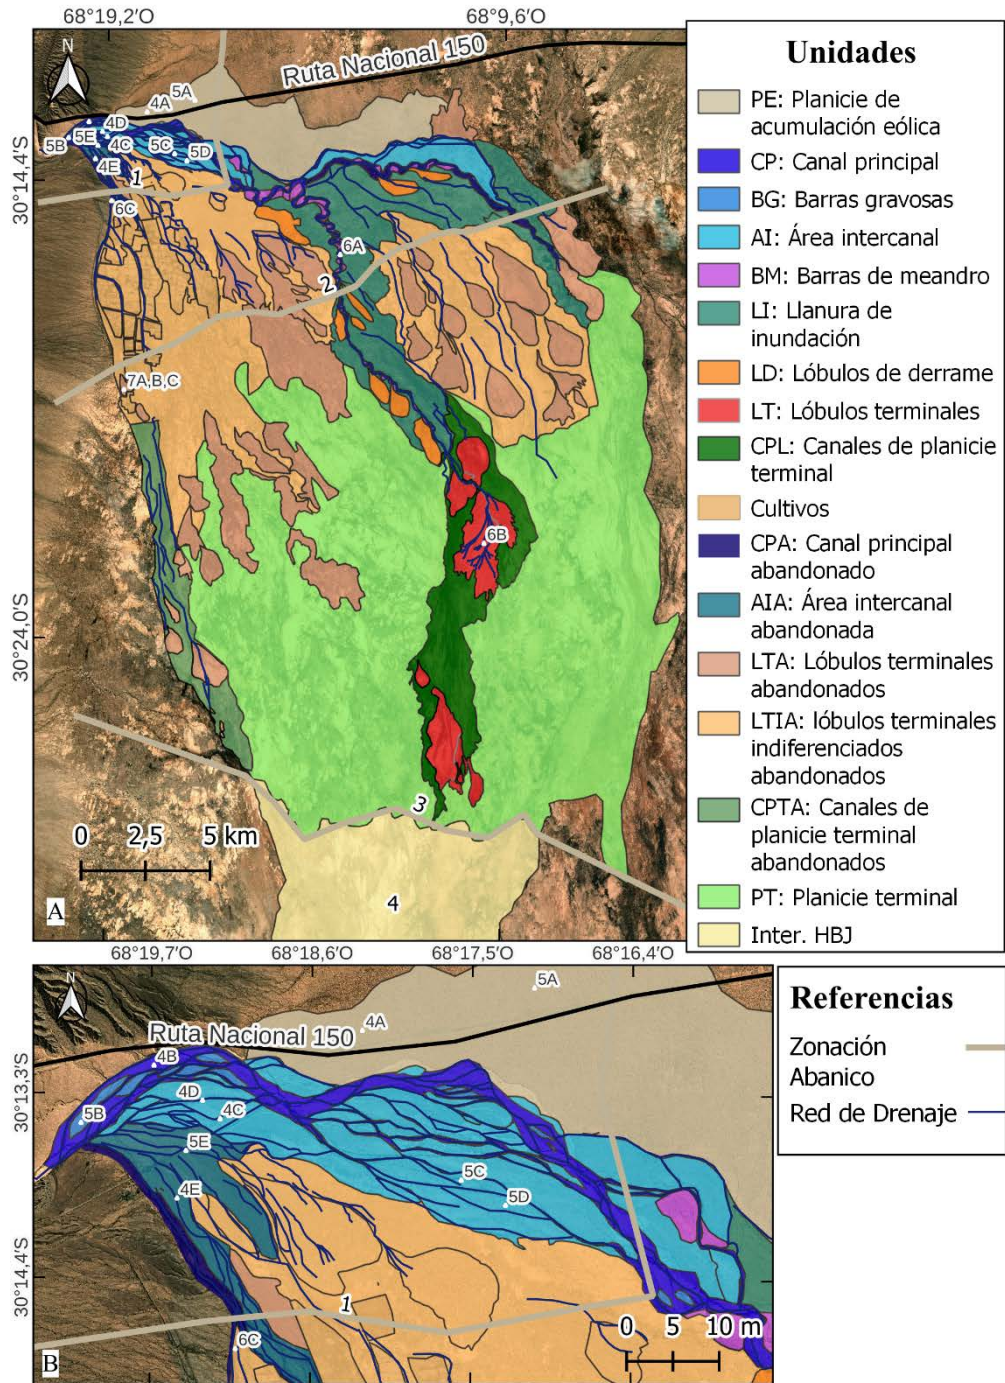 68°19,2'O
68°9,6'O
N
Ruta Nacional 150
5A
4A
4D
5E
5B
4C
5C
5D
4E
1
6C
30°14,4'S
6A
2
7A,B,C
6B
30°24,0'S
3
0 2,5 5 km
4
A
Unidades
PE: Planicie de
acumulación eólica
CP: Canal principal
BG: Barras gravosas
AI: Área intercanal
BM: Barras de meandro
LI: Llanura de
inundación
LD: Lóbulos de derrame
LT: Lóbulos terminales
CPL: Canales de planicie
terminal
Cultivos
CPA: Canal principal
abandonado
AIA: Área intercanal
abandonada
LTA: Lóbulos terminales
abandonados
LTIA: lóbulos terminales
indiferenciados
abandonados
CPTA: Canales de
planicie terminal
abandonados
PT: Planicie terminal
Inter. HBJ
68°19,7'O
68°18,6'O
68°17,5'O
68°16,4'O
N
5A
4A
Ruta Nacional 150
4B
30°13,3'S
4D
4C
5B
5E
5C
4E
5D
30°14,4'S
1
6C
0 5 10 m
B
Referencias
Zonación
Abanico
Red de Drenaje